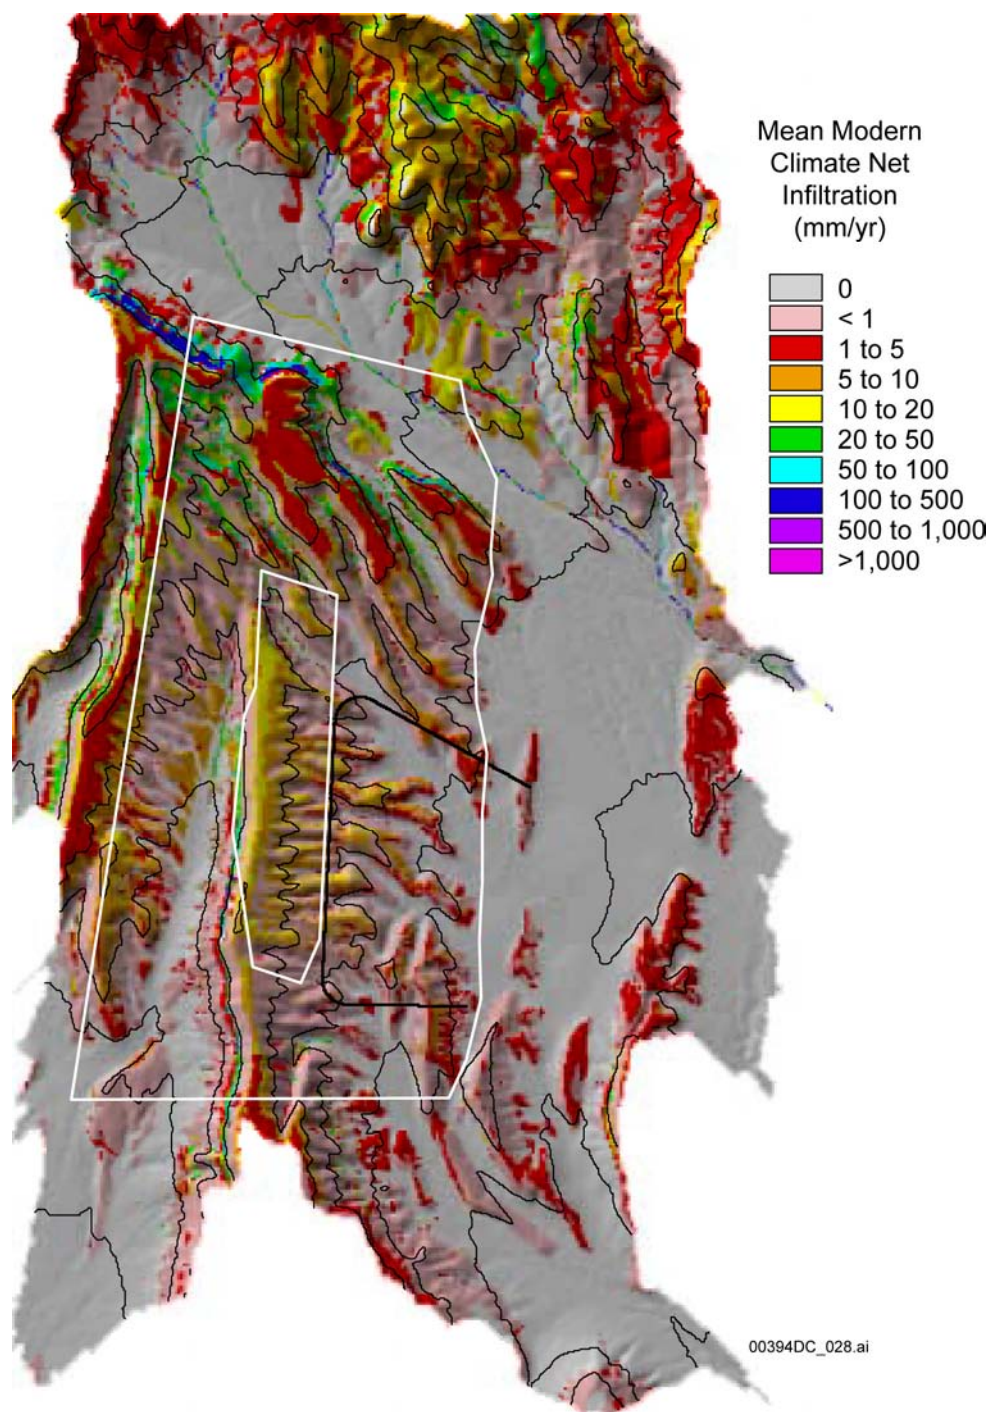 Mean Modern
Climate Net
Infiltration
(mm/yr)
0
< 1
1 to 5
5 to 10
10 to 20
20 to 50
50 to 100
100 to 500
500 to 1,000
>1,000
00394DC_028.ai